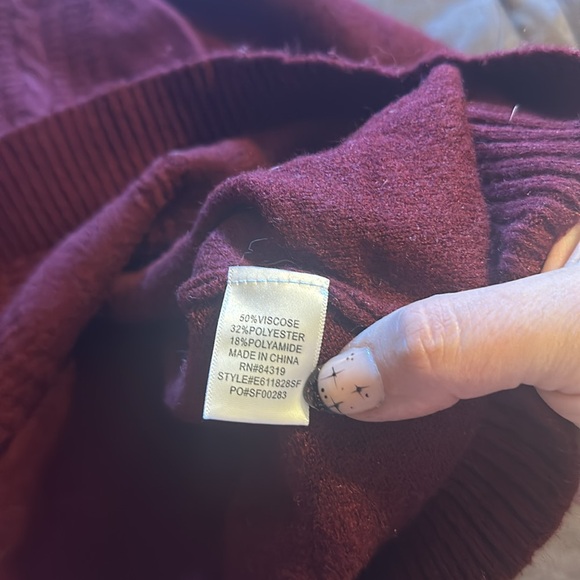 50%VISCOSE
32%POLYESTER
18%POLYAMIDE
MADE IN CHINA
RN#84319
STYLE#E611828SF
PO#SF00283